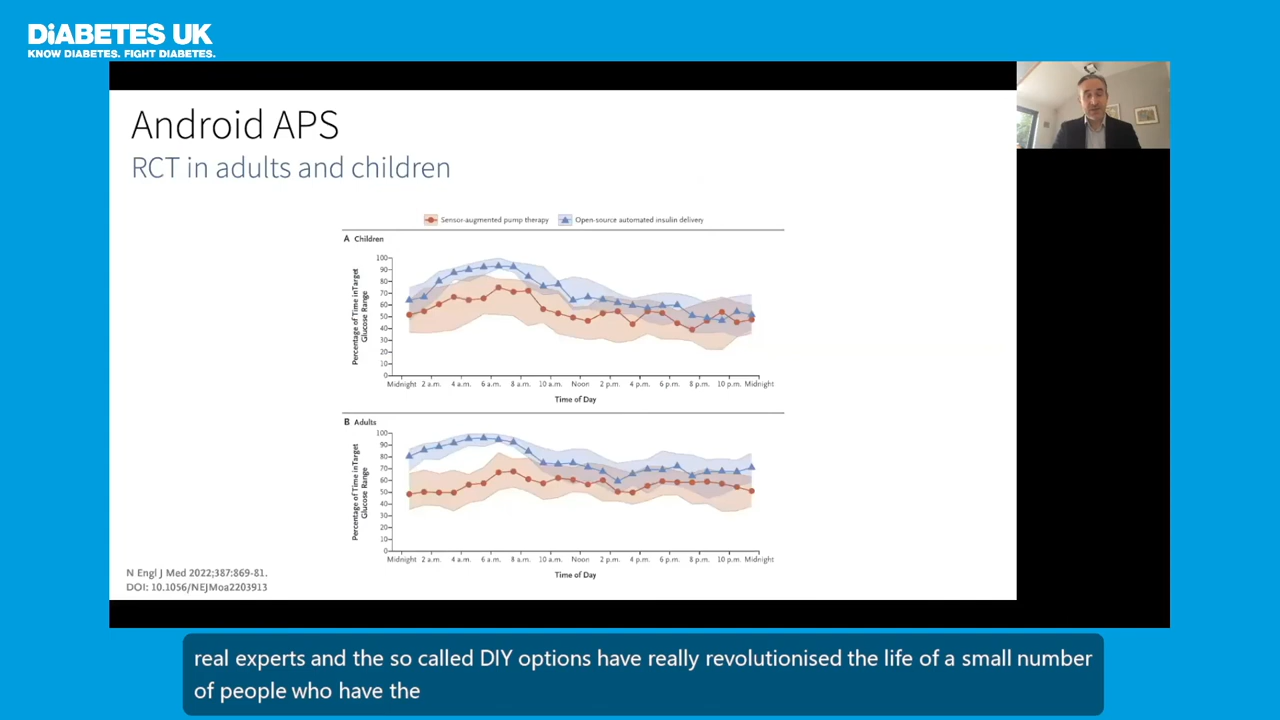 DiABETES UK
KNOW DIABETES. FIGHT DIABETES.
Android APS
RCT in adults and children
Sensor-augmented pump therapy
Open-source automated insulin delivery
A Children
Percentage of Time inTarget
Glucose Range
100
90
80
70
60
50
40
30
20
10
0
Midnight 2 a.m. 4 a.m. 6 a.m. 8 a.m. 10 a.m. Noon 2 p.m. 4 p.m. 6 p.m. 8 p.m. 10 p.m. Midnight
Time of Day
B Adults
Percentage of Time inTarget
Glucose Range
100
90
80
70
60
50
40
30
20
10
0
Midnight 2 a.m. 4 a.m. 6 a.m. 8 a.m. 10 a.m. Noon 2 p.m. 4 p.m. 6 p.m. 8 p.m. 10 p.m. Midnight
Time of Day
N Engl J Med 2022;387:869-81.
DOI: 10.1056/NEJMoa2203913
real experts and the so called DIY options have really revolutionised the life of a small number
of people who have the